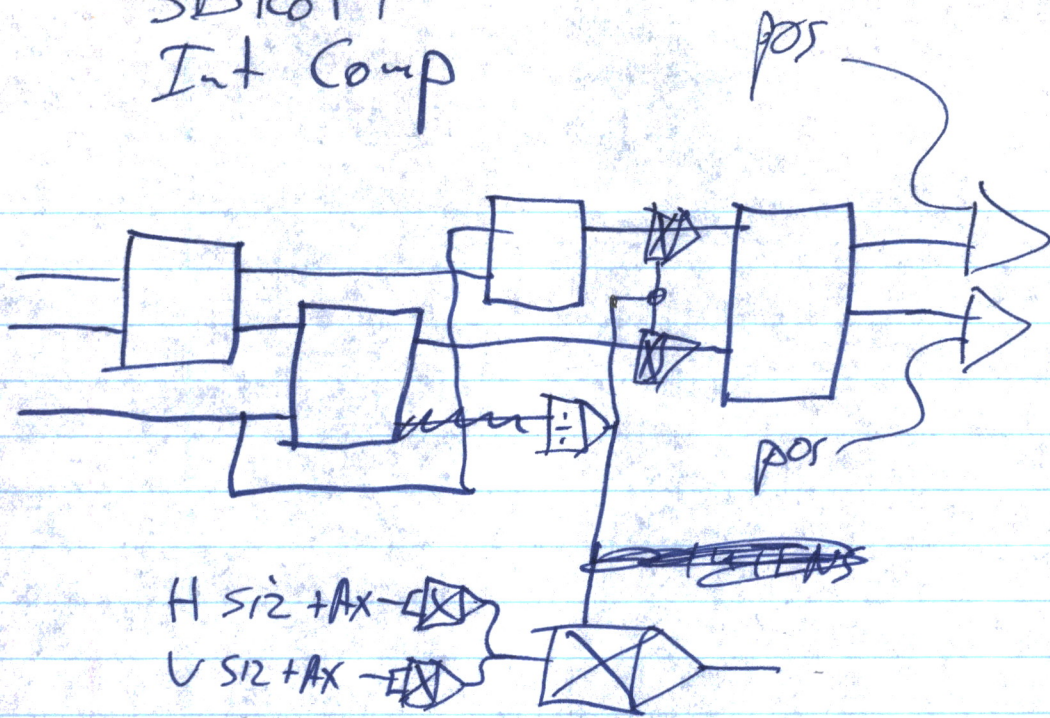 Int Comp
pos
pos
÷
H siz + Ax
V siz + Ax